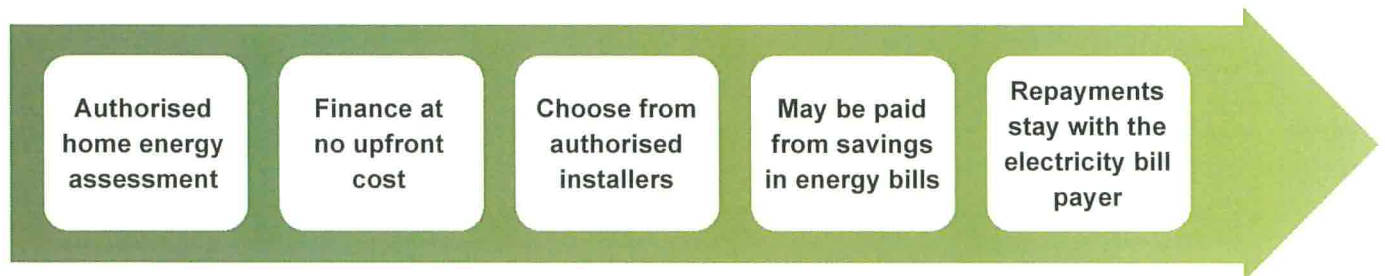 Authorised
home energy
assessment
Finance at
no upfront
cost
Choose from
authorised
installers
May be paid
from savings
in energy bills
Repayments
stay with the
electricity bill
payer